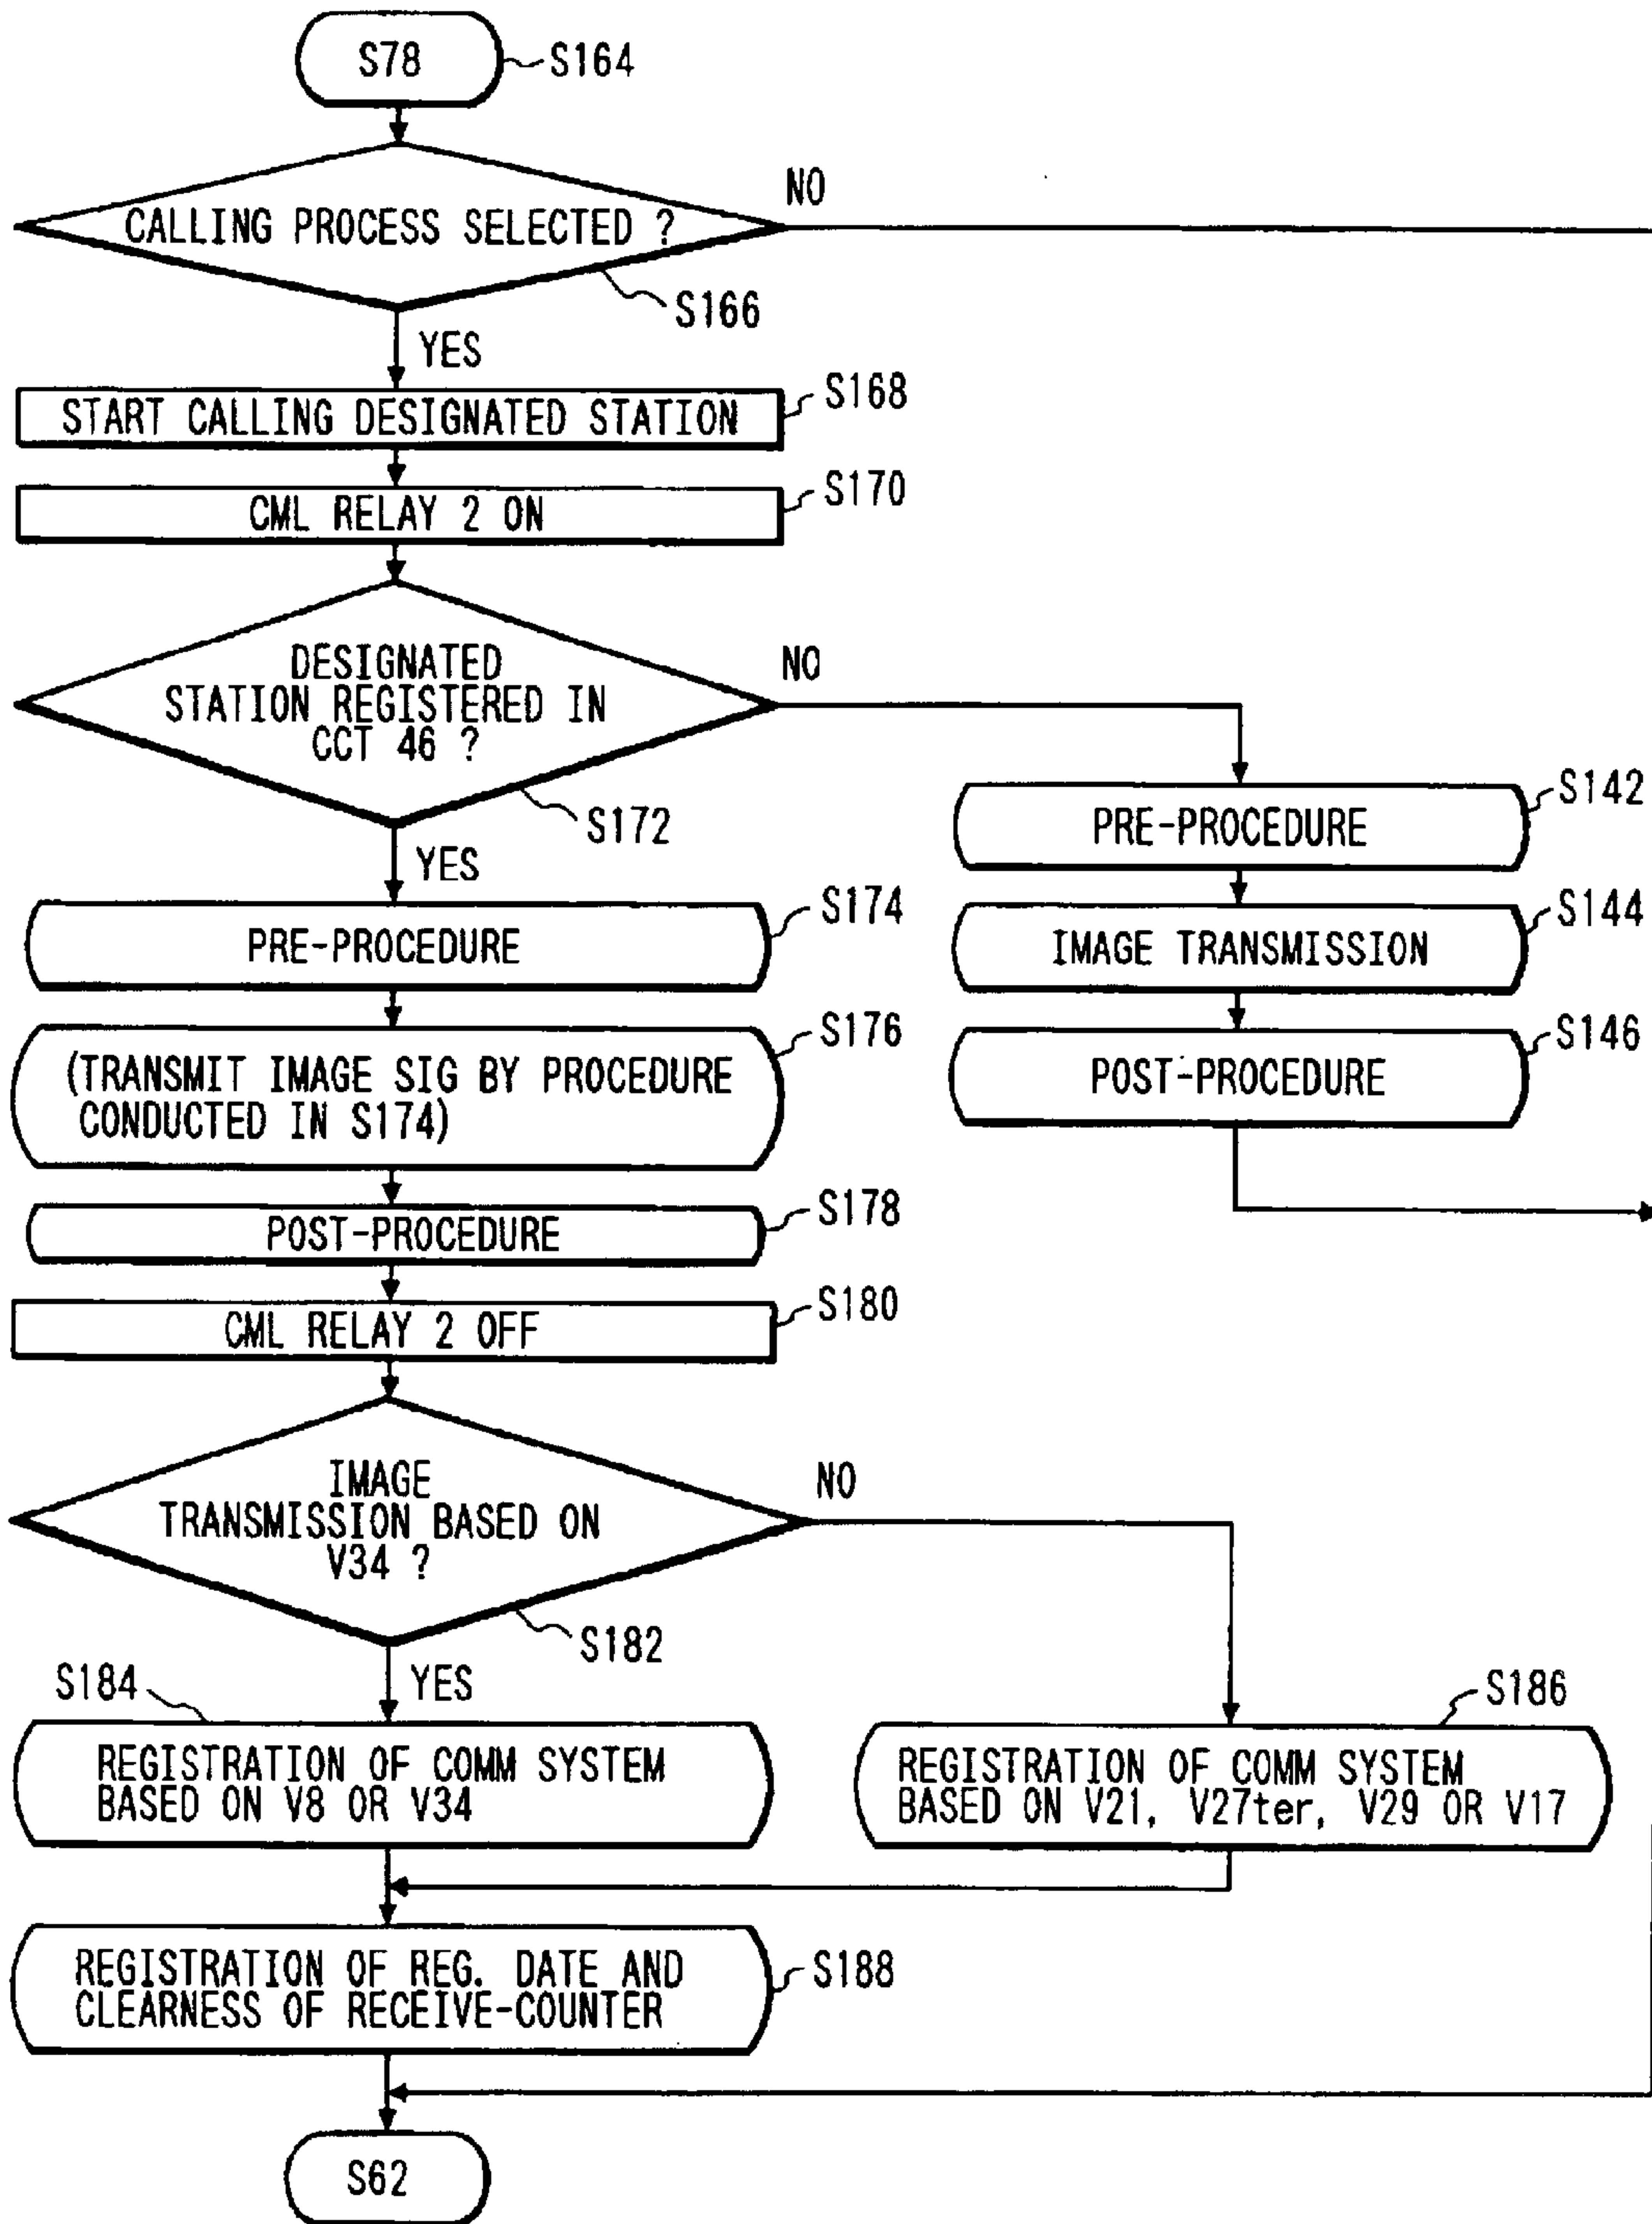 S78
S164
CALLING PROCESS SELECTED ?
NO
S166
YES
START CALLING DESIGNATED STATION
S168
CML RELAY 2 ON
S170
DESIGNATED
STATION REGISTERED IN
CCT 46 ?
NO
S172
YES
PRE-PROCEDURE
S142
IMAGE TRANSMISSION
S144
POST-PROCEDURE
S146
PRE-PROCEDURE
S174
(TRANSMIT IMAGE SIG BY PROCEDURE
CONDUCTED IN S174)
S176
POST-PROCEDURE
S178
CML RELAY 2 OFF
S180
IMAGE
TRANSMISSION BASED ON
V34 ?
NO
S182
YES
S184
REGISTRATION OF COMM SYSTEM
BASED ON V8 OR V34
S186
REGISTRATION OF COMM SYSTEM
BASED ON V21, V27ter, V29 OR V17
REGISTRATION OF REG. DATE AND
CLEARNESS OF RECEIVE-COUNTER
S188
S62